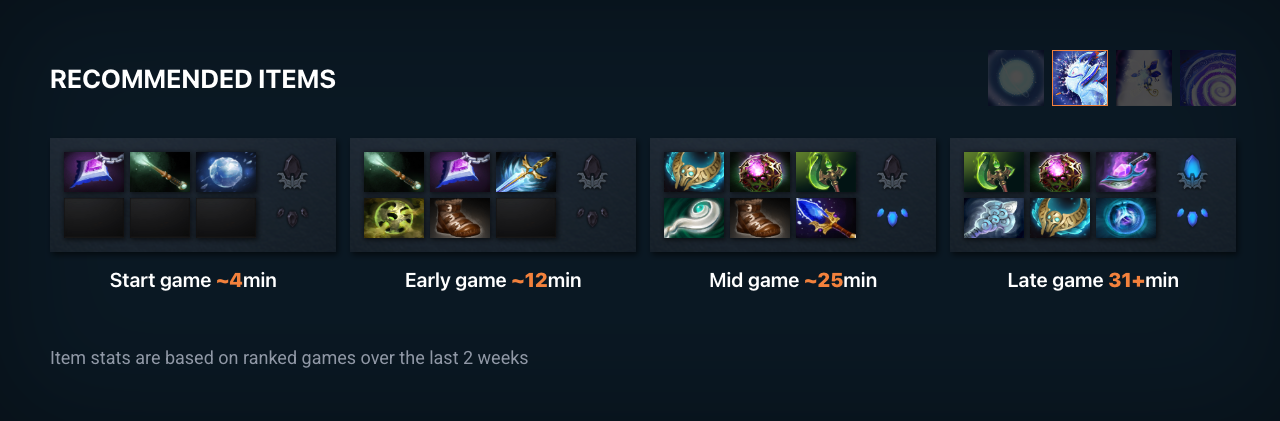 RECOMMENDED ITEMS
Start game ~4min
Early game ~12min
Mid game ~25min
Late game 31+min
Item stats are based on ranked games over the last 2 weeks